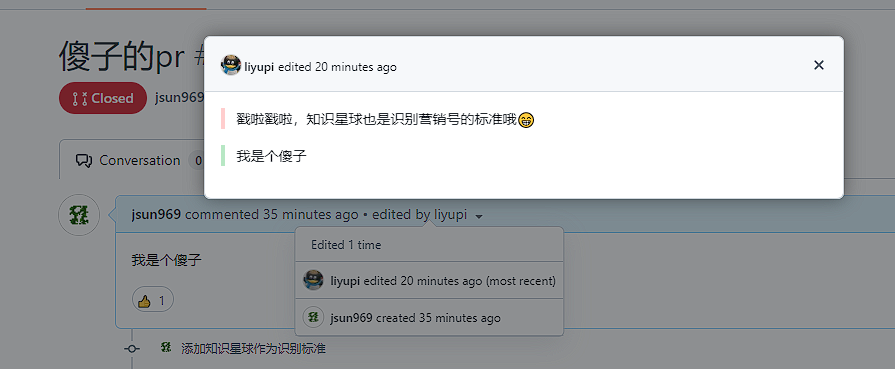 傻子的pr #
liyupi edited 20 minutes ago
Closed
jsun969
戳啦戳啦，知识星球也是识别营销号的标准哦😁
我是个傻子
Conversation 0
jsun969 commented 35 minutes ago • edited by liyupi
Edited 1 time
我是个傻子
liyupi edited 20 minutes ago (most recent)
👍 1
jsun969 created 35 minutes ago
添加知识星球作为识别标准